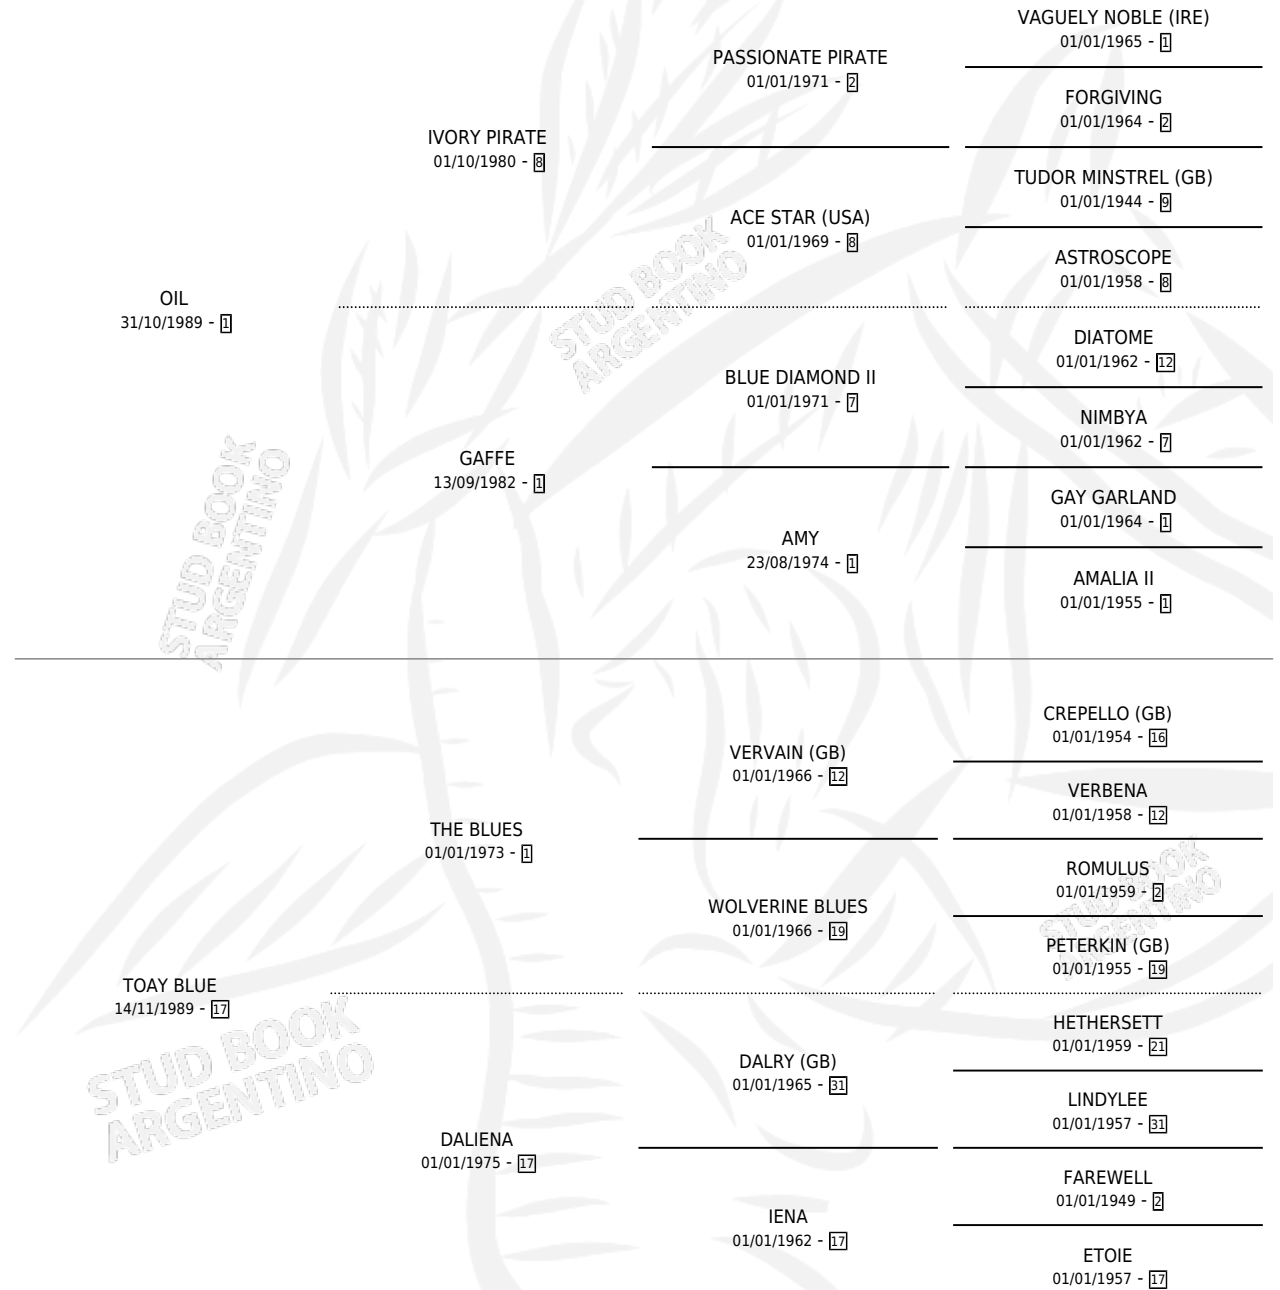 VAGUELY NOBLE (IRE)
01/01/1965 - 1
PASSIONATE PIRATE
01/01/1971 - 2
FORGIVING
01/01/1964 - 2
IVORY PIRATE
01/10/1980 - 8
TUDOR MINSTREL (GB)
01/01/1944 - 9
ACE STAR (USA)
01/01/1969 - 8
ASTROSCOPE
01/01/1958 - 8
OIL
31/10/1989 - 1
DIATOME
01/01/1962 - 12
BLUE DIAMOND II
01/01/1971 - 7
NIMBYA
01/01/1962 - 7
GAFFE
13/09/1982 - 1
GAY GARLAND
01/01/1964 - 1
AMY
23/08/1974 - 1
AMALIA II
01/01/1955 - 1
CREPELLO (GB)
01/01/1954 - 16
VERVAIN (GB)
01/01/1966 - 12
VERBENA
01/01/1958 - 12
THE BLUES
01/01/1973 - 1
ROMULUS
01/01/1959 - 2
WOLVERINE BLUES
01/01/1966 - 19
PETERKIN (GB)
01/01/1955 - 19
TOAY BLUE
14/11/1989 - 17
HETHERSETT
01/01/1959 - 21
DALRY (GB)
01/01/1965 - 31
LINDYLEE
01/01/1957 - 31
DALIENA
01/01/1975 - 17
FAREWELL
01/01/1949 - 2
IENA
01/01/1962 - 17
ETOIE
01/01/1957 - 17
STUD BOOK
ARGENTINO
STUD BOOK
ARGENTINO
STUD BOOK
ARGENTINO
STUD BOOK
ARGENTINO